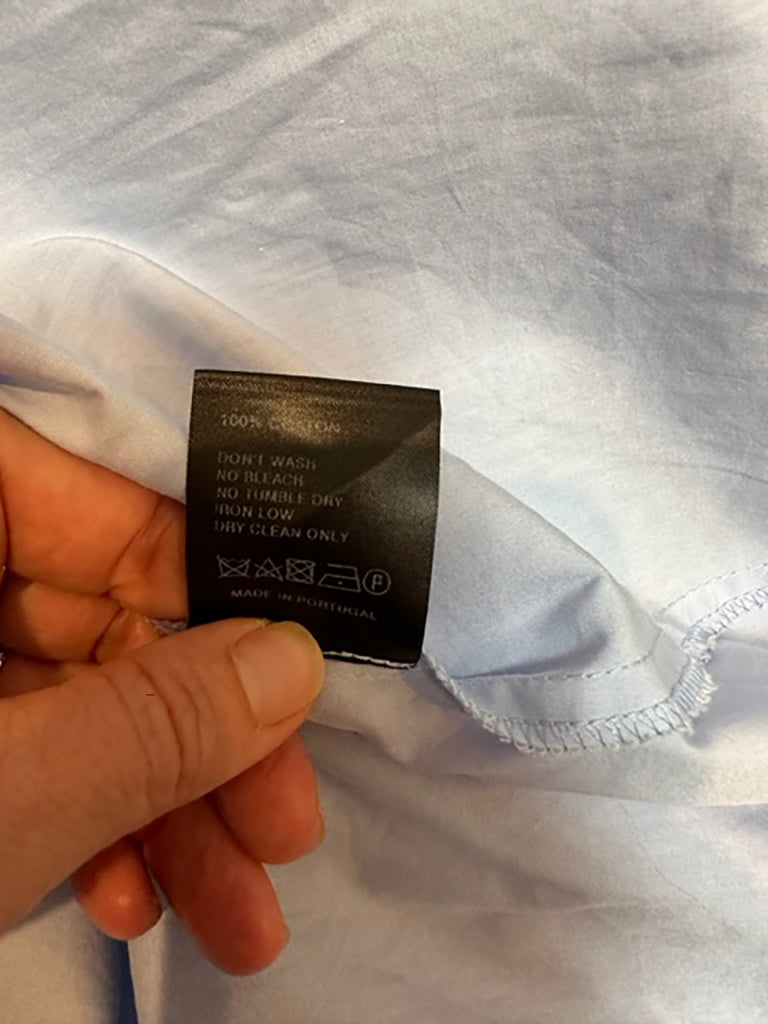 100% COTTON
DON'T WASH
NO BLEACH
NO TUMBLE DRY
IRON LOW
DRY CLEAN ONLY
P
MADE IN PORTUGAL